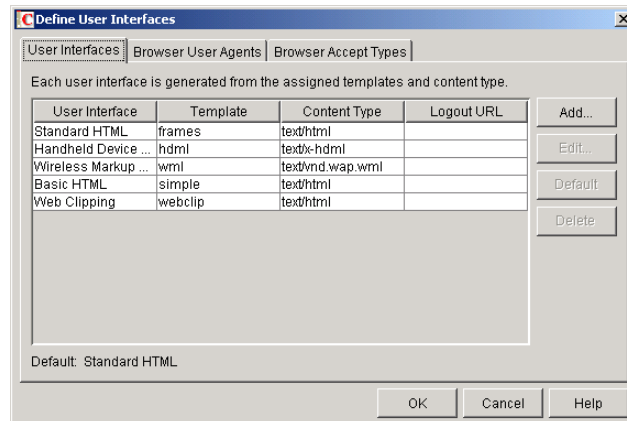 C Define User Interfaces
User Interfaces Browser User Agents Browser Accept Types
Each user interface is generated from the assigned templates and content type.
User Interface Template Content Type Logout URL
Standard HTML frames text/html
Handheld Device ... hdml text/x-hdml
Wireless Markup ... wml text/vnd.wap.wml
Basic HTML simple text/html
Web Clipping webclip text/html
Add...
Edit...
Default
Delete
Default: Standard HTML
OK Cancel Help